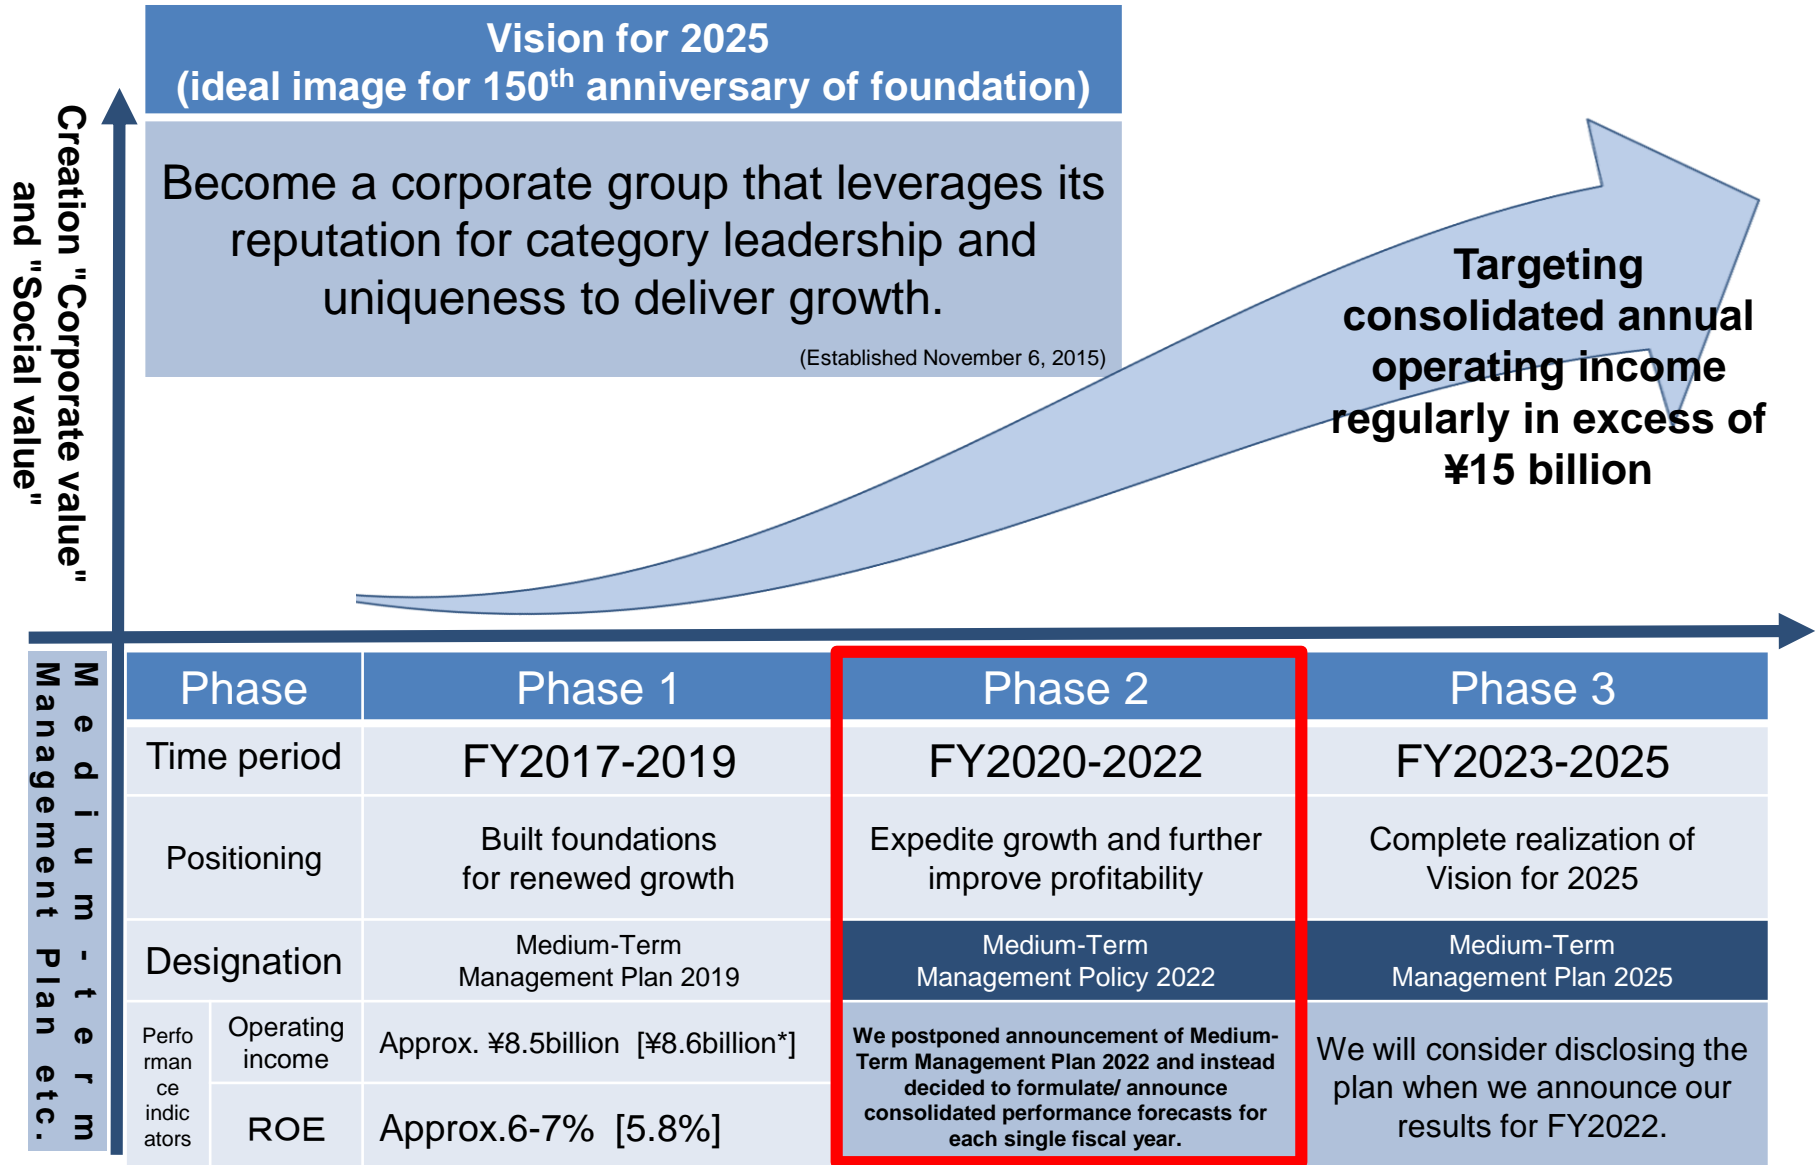 Vision for 2025
(ideal image for 150th anniversary of foundation)
Become a corporate group that leverages its
reputation for category leadership and
uniqueness to deliver growth.
(Established November 6, 2015)
Creation "Corporate value"
and "Social value"
Targeting
consolidated annual
operating income
regularly in excess of
¥15 billion
Medium-term
Management Plan etc.
Phase
Phase 1
Phase 2
Phase 3
Time period
FY2017-2019
FY2020-2022
FY2023-2025
Positioning
Built foundations
for renewed growth
Expedite growth and further
improve profitability
Complete realization of
Vision for 2025
Designation
Medium-Term
Management Plan 2019
Medium-Term
Management Policy 2022
Medium-Term
Management Plan 2025
Perfo
rman
ce
indic
ators
Operating
income
Approx. ¥8.5billion [¥8.6billion*]
ROE
Approx.6-7% [5.8%]
We postponed announcement of Medium-
Term Management Plan 2022 and instead
decided to formulate/ announce
consolidated performance forecasts for
each single fiscal year.
We will consider disclosing the
plan when we announce our
results for FY2022.